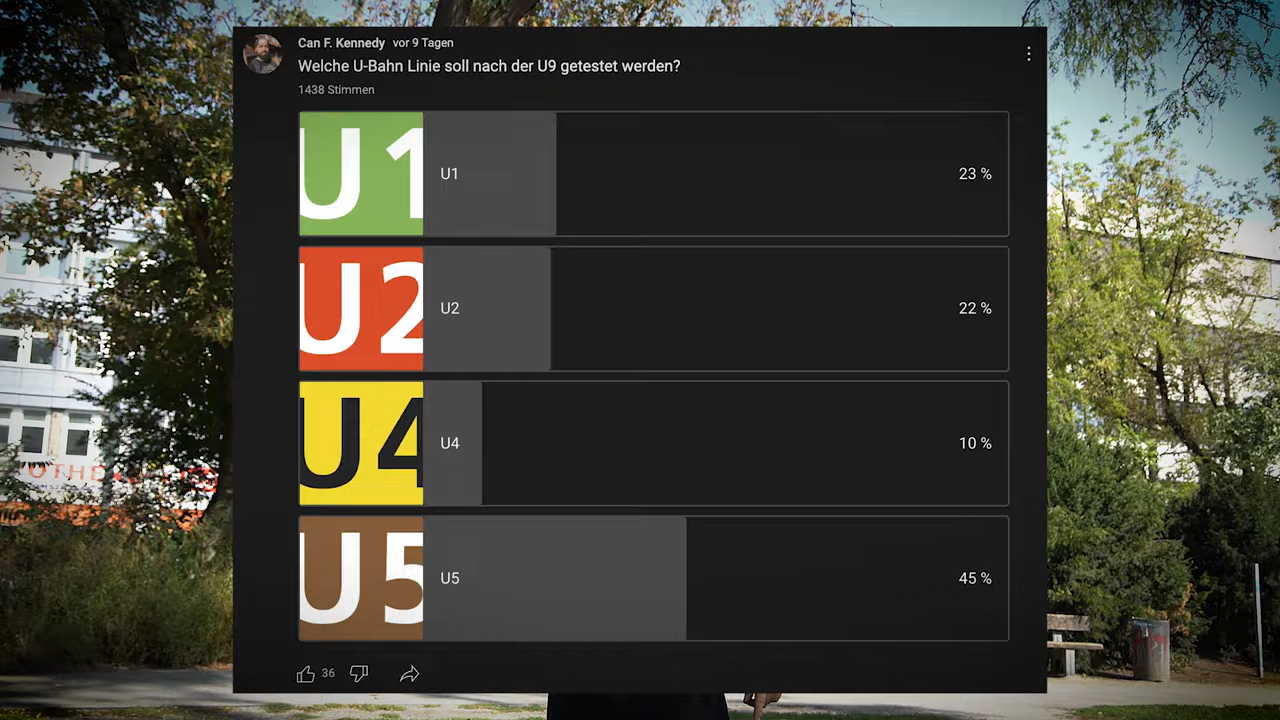 Can F. Kennedy vor 9 Tagen
Welche U-Bahn Linie soll nach der U9 getestet werden?
1438 Stimmen
U1 U1 23 %
U2 U2 22 %
U4 U4 10 %
U5 U5 45 %
36